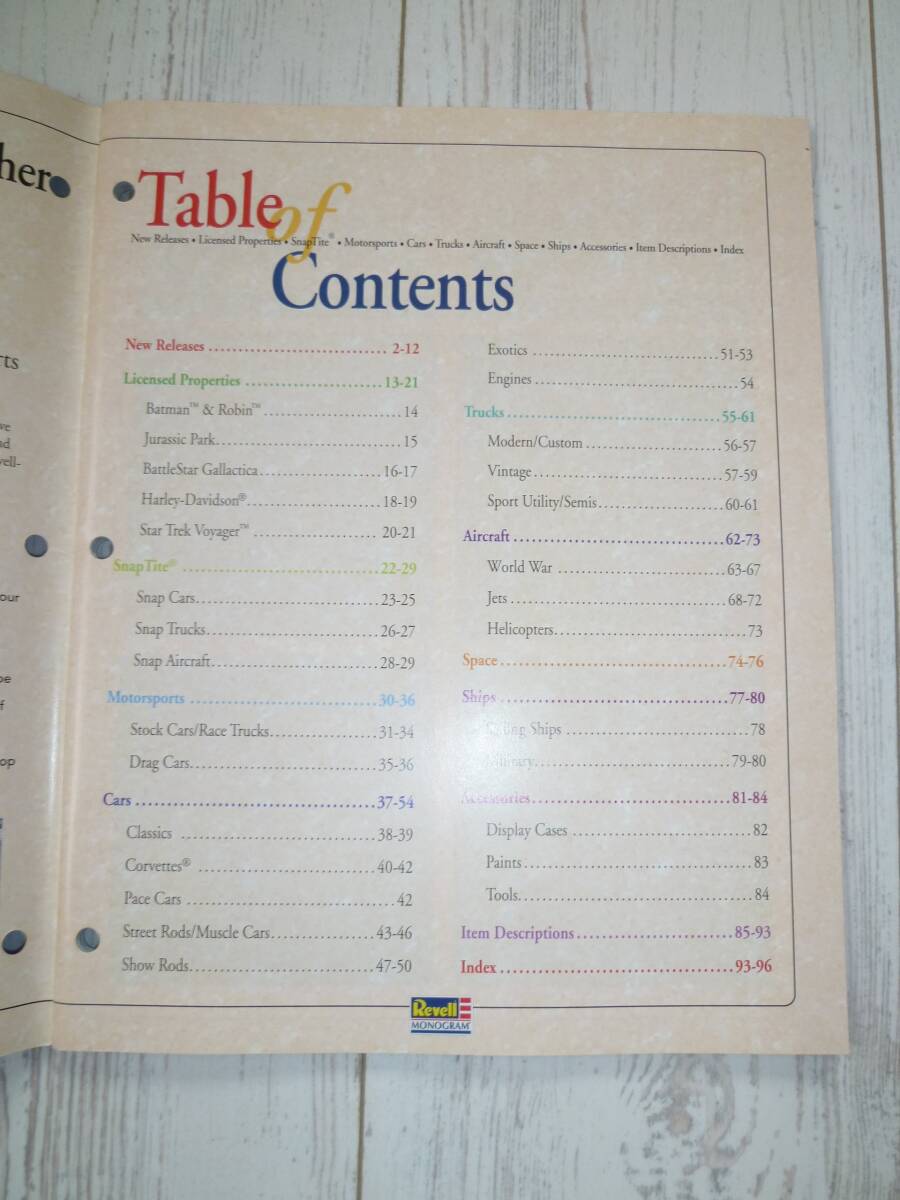 her
rts
ve
nd
vell-
our
be
f
op
Table
of
New Releases • Licensed Properties • SnapTite® • Motorsports • Cars • Trucks • Aircraft • Space • Ships • Accessories • Item Descriptions • Index
Contents
New Releases ............................ 2-12
Licensed Properties ......................13-21
Batman™ & Robin™ ......................14
Jurassic Park.............................15
BattleStar Gallactica...................16-17
Harley-Davidson®.....................18-19
Star Trek Voyager™ .................... 20-21
SnapTite® ...............................22-29
Snap Cars.............................23-25
Snap Trucks...........................26-27
Snap Aircraft..........................28-29
Motorsports .............................30-36
Stock Cars/Race Trucks.................31-34
Drag Cars..............................35-36
Cars .....................................37-54
Classics ..............................38-39
Corvettes® ...........................40-42
Pace Cars ................................42
Street Rods/Muscle Cars................43-46
Show Rods............................47-50
Exotics .............................51-53
Engines...............................54
Trucks..................................55-61
Modern/Custom .....................56-57
Vintage.............................57-59
Sport Utility/Semis...................60-61
Aircraft .................................62-73
World War ..........................63-67
Jets ................................68-72
Helicopters............................73
Space ...................................74-76
Ships ...................................77-80
Sailing Ships ..........................78
Military.............................79-80
Accessories...............................81-84
Display Cases .........................82
Paints.................................83
Tools..................................84
Item Descriptions........................85-93
Index ...................................93-96
Revell
MONOGRAM